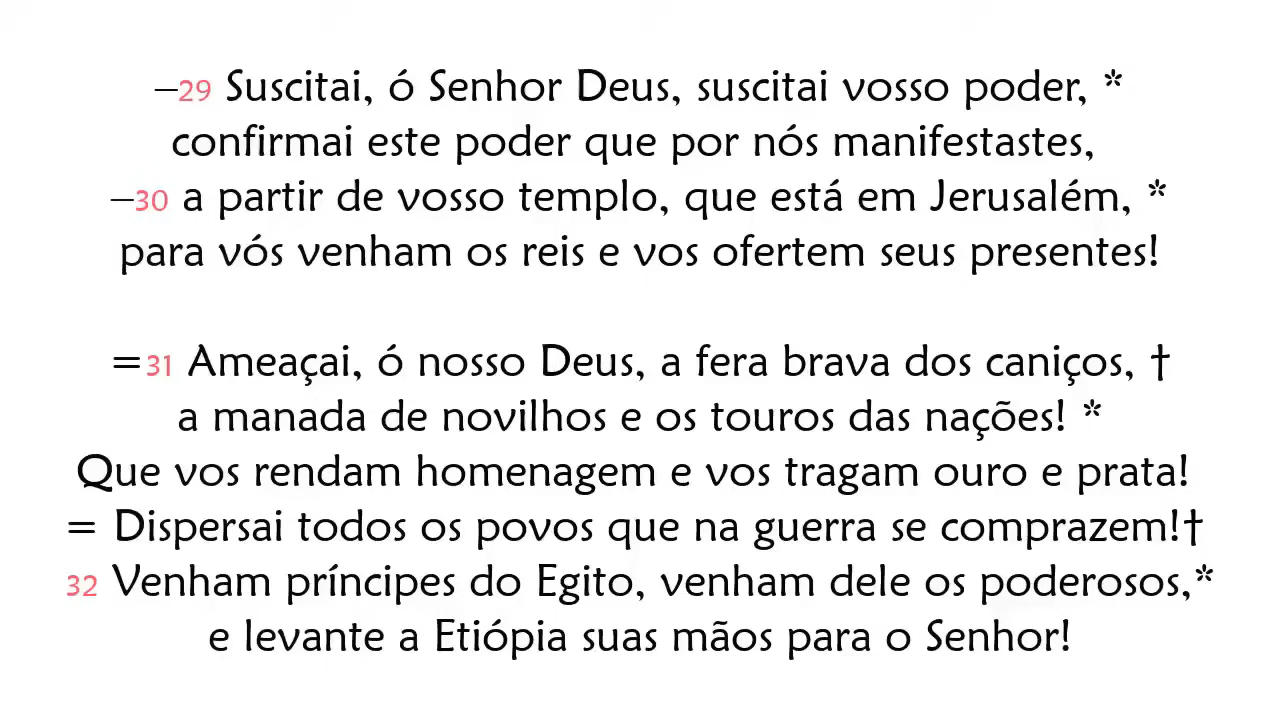 –29 Suscitai, ó Senhor Deus, suscitai vosso poder, *
confirmai este poder que por nós manifestastes,
–30 a partir de vosso templo, que está em Jerusalém, *
para vós venham os reis e vos ofertem seus presentes!
=31 Ameaçai, ó nosso Deus, a fera brava dos caniços, †
a manada de novilhos e os touros das nações! *
Que vos rendam homenagem e vos tragam ouro e prata!
= Dispersai todos os povos que na guerra se comprazem!†
32 Venham príncipes do Egito, venham dele os poderosos,*
e levante a Etiópia suas mãos para o Senhor!